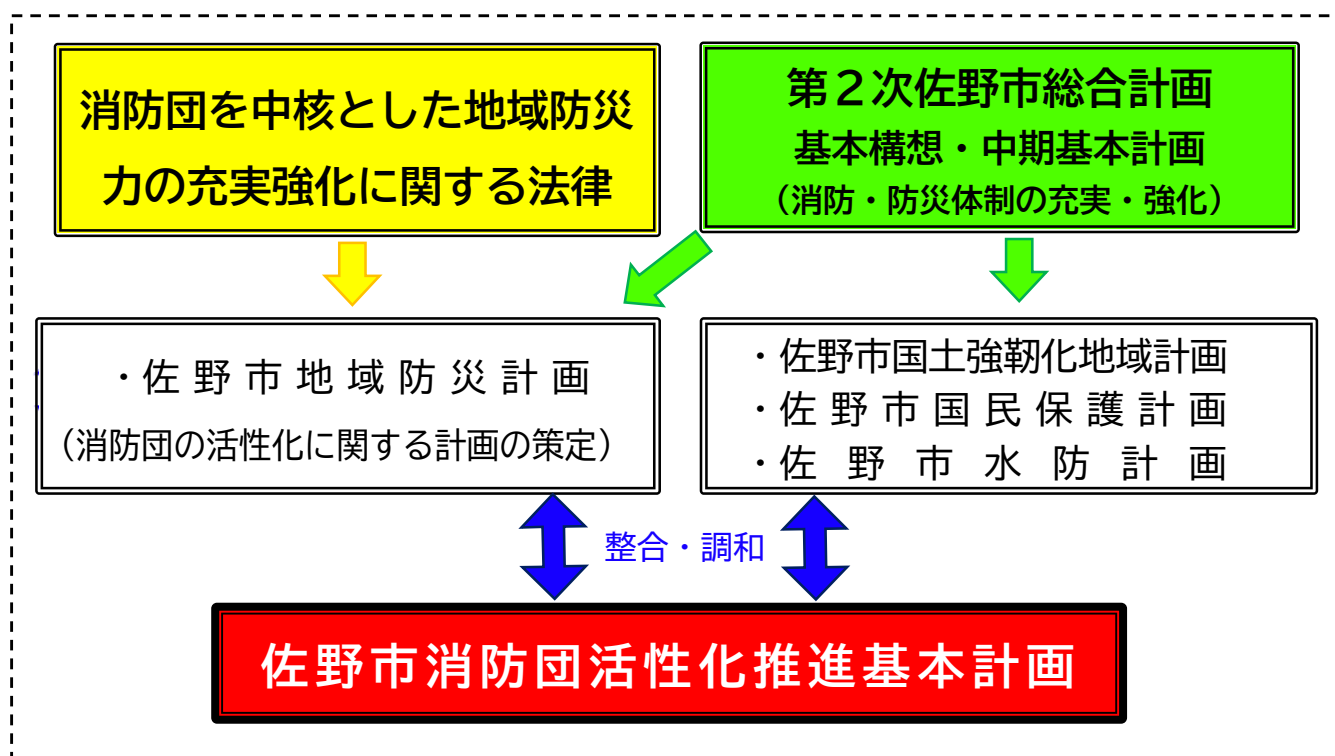 消防団を中核とした地域防災
力の充実強化に関する法律
第２次佐野市総合計画
基本構想・中期基本計画
（消防・防災体制の充実・強化）
・佐野市地域防災計画
（消防団の活性化に関する計画の策定）
・佐野市国土強靭化地域計画
・佐野市国民保護計画
・佐野市水防計画
整合・調和
佐野市消防団活性化推進基本計画